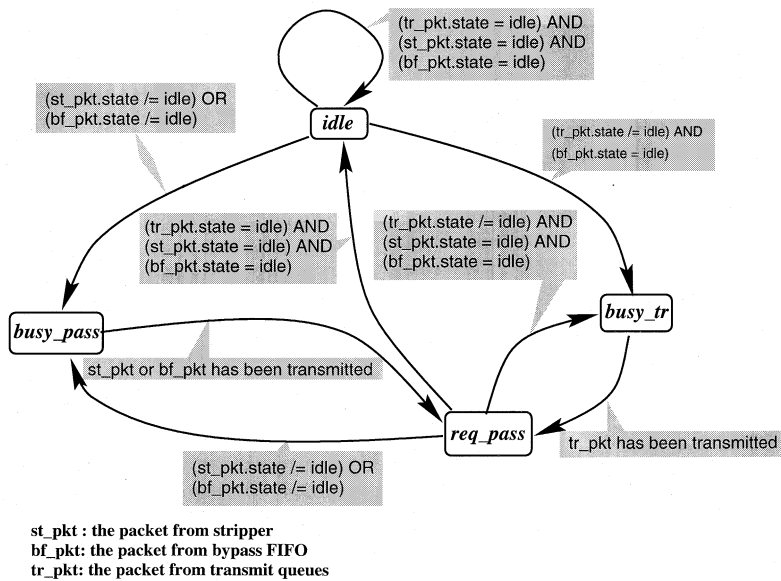 (tr_pkt.state = idle) AND
(st_pkt.state = idle) AND
(bf_pkt.state = idle)
(st_pkt.state /= idle) OR
(bf_pkt.state /= idle)
idle
(tr_pkt.state /= idle) AND
(bf_pkt.state = idle)
(tr_pkt.state = idle) AND
(st_pkt.state = idle) AND
(bf_pkt.state = idle)
(tr_pkt.state /= idle) AND
(st_pkt.state = idle) AND
(bf_pkt.state = idle)
busy_pass
busy_tr
st_pkt or bf_pkt has been transmitted
req_pass
tr_pkt has been transmitted
(st_pkt.state /= idle) OR
(bf_pkt.state /= idle)
st_pkt : the packet from stripper
bf_pkt: the packet from bypass FIFO
tr_pkt: the packet from transmit queues